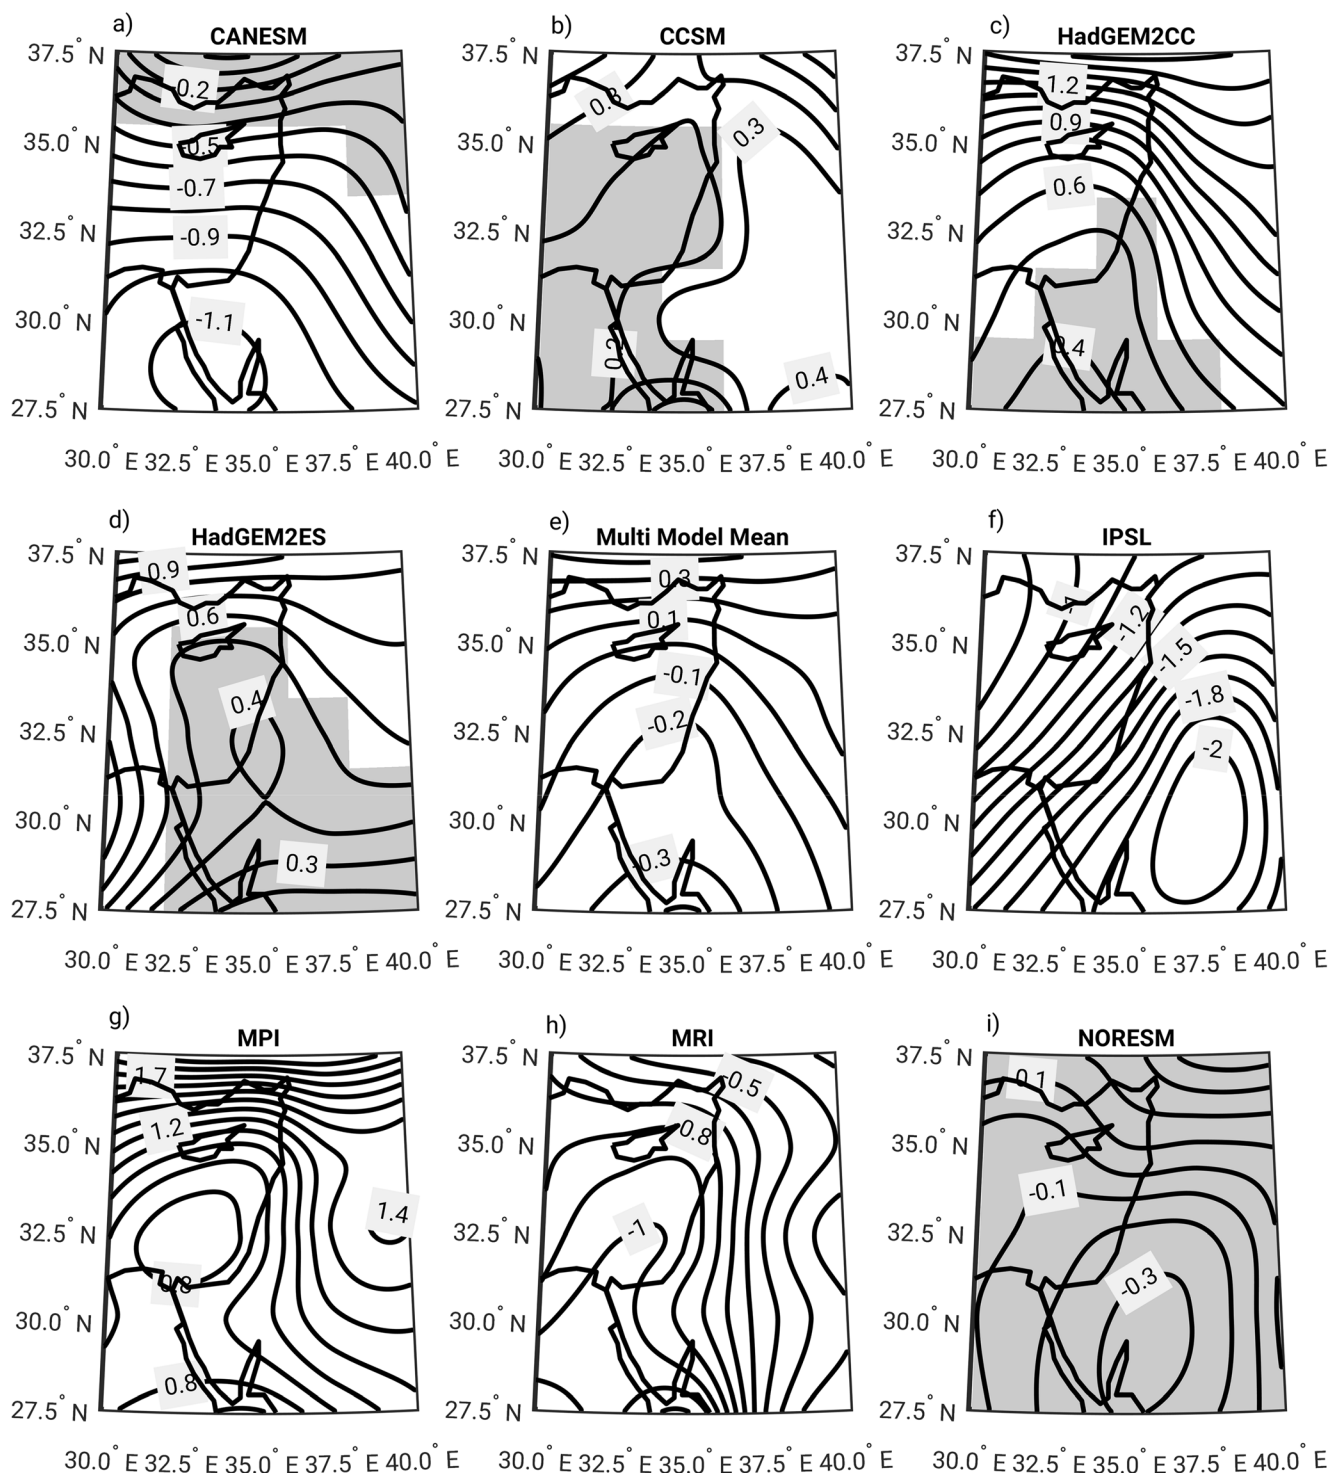 a) b) c)
CANESM CCSM HadGEM2CC
37.5° N 37.5° N 37.5° N
0.2 0.3 1.2
35.0° N 35.0° N 35.0° N
-0.5 0.3 0.9
-0.7 0.6
32.5° N 32.5° N 32.5° N
-0.9
30.0° N 30.0° N 30.0° N
-1.1 0.2 0.4
0.4
27.5° N 27.5° N 27.5° N
30.0° E 32.5° E 35.0° E 37.5° E 40.0° E 30.0° E 32.5° E 35.0° E 37.5° E 40.0° E 30.0° E 32.5° E 35.0° E 37.5° E 40.0° E
d) e) f)
HadGEM2ES Multi Model Mean IPSL
37.5° N 37.5° N 37.5° N
0.9 0.3
0.6 0.1 -1.2
35.0° N 35.0° N 35.0° N
-0.1 -1.5
0.4 -0.2 -1.8
32.5° N 32.5° N 32.5° N
-2
30.0° N 30.0° N 30.0° N
0.3 -0.3
27.5° N 27.5° N 27.5° N
30.0° E 32.5° E 35.0° E 37.5° E 40.0° E 30.0° E 32.5° E 35.0° E 37.5° E 40.0° E 30.0° E 32.5° E 35.0° E 37.5° E 40.0° E
g) h) i)
MPI MRI NORESM
37.5° N 37.5° N 37.5° N
1.7 -0.5 0.1
1.2 0.8
35.0° N 35.0° N 35.0° N
-0.1
1.4 -1
32.5° N 32.5° N 32.5° N
0.8 -0.3
30.0° N 30.0° N 30.0° N
0.8
27.5° N 27.5° N 27.5° N
30.0° E 32.5° E 35.0° E 37.5° E 40.0° E 30.0° E 32.5° E 35.0° E 37.5° E 40.0° E 30.0° E 32.5° E 35.0° E 37.5° E 40.0° E